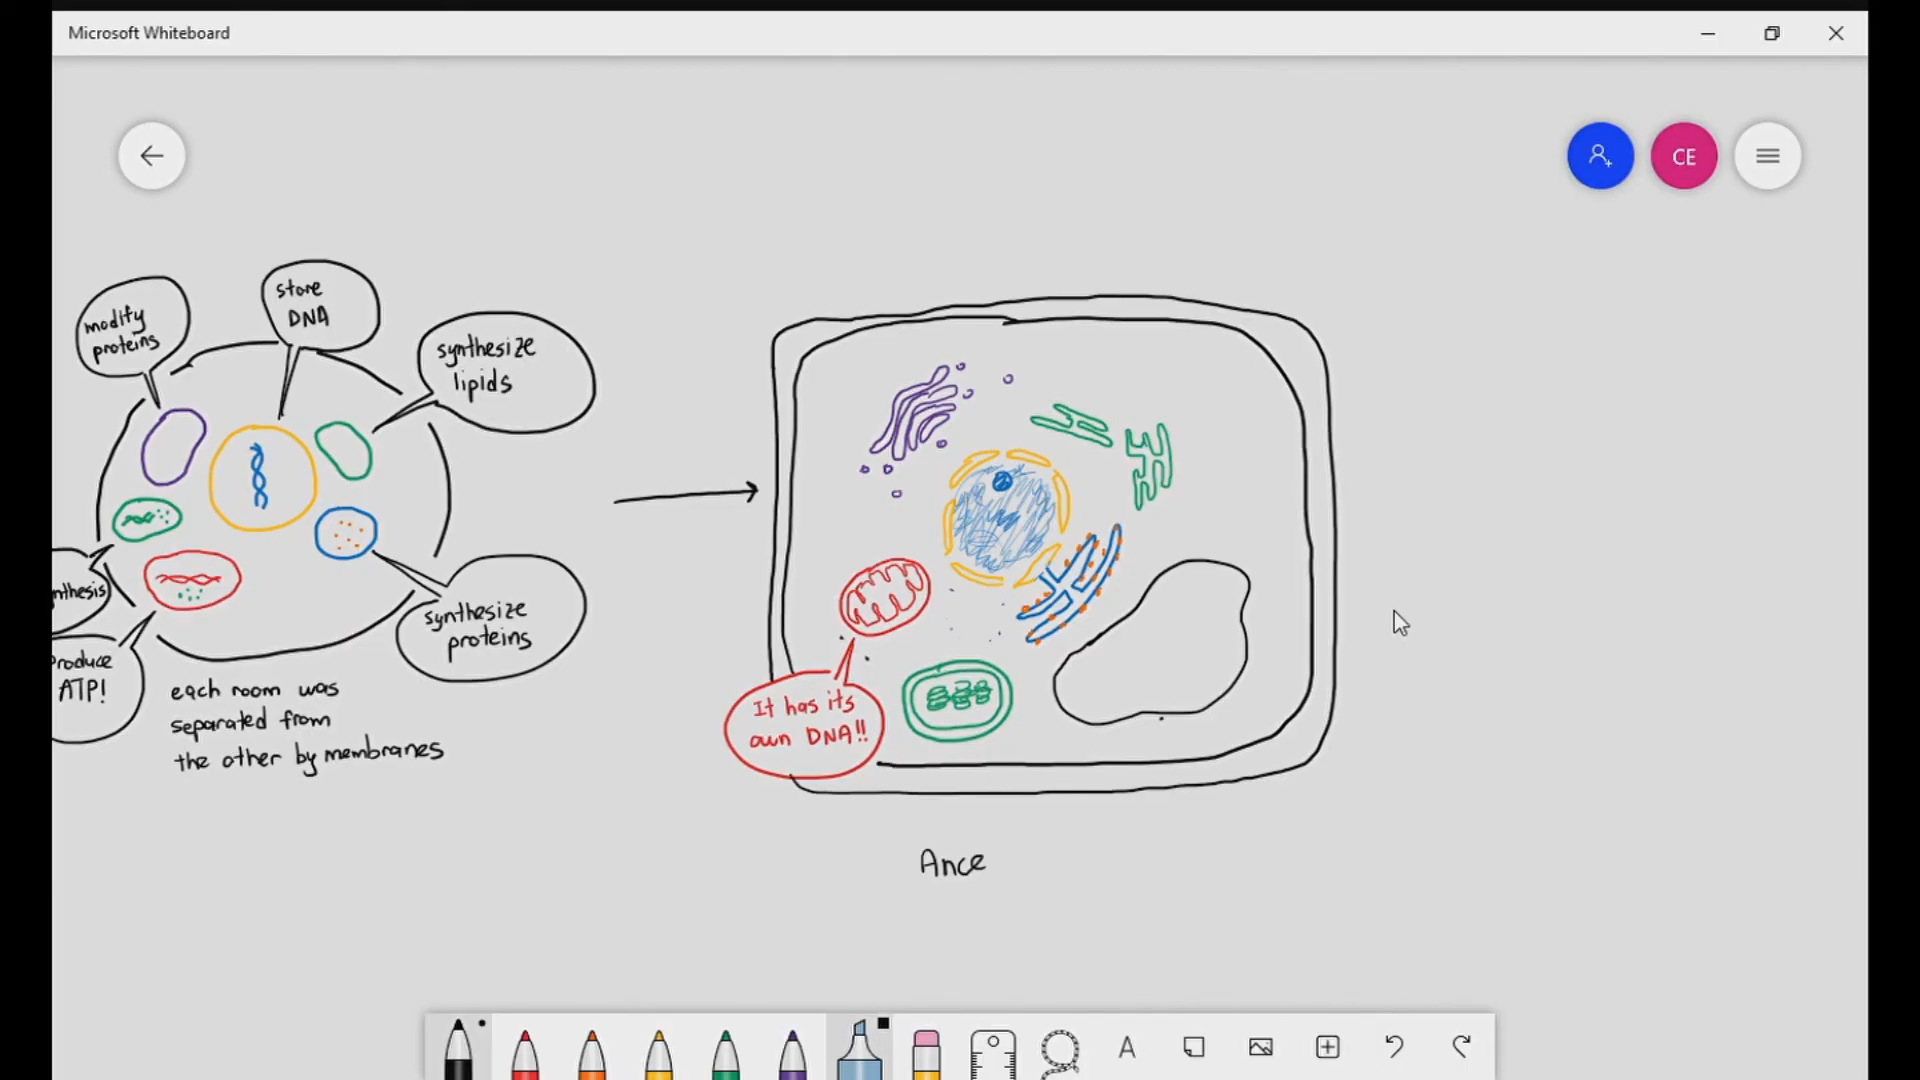 Microsoft Whiteboard
CE
modify
proteins
store
DNA
synthesize
lipids
nthesis
synthesize
proteins
roduce
ATP!
each room was
separated from
the other by membranes
It has its
own DNA!!
Ance
A